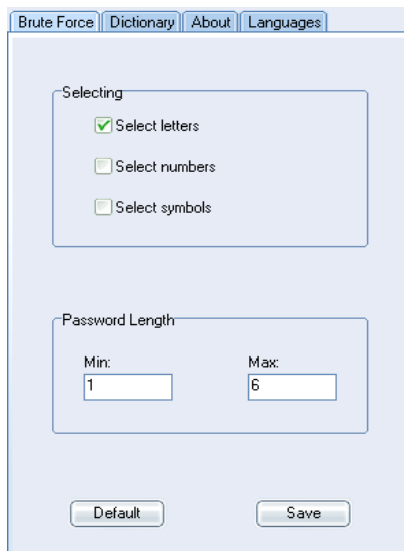 Brute Force Dictionary About Languages
Selecting
Select letters
Select numbers
Select symbols
Password Length
Min: Max:
1 6
Default Save